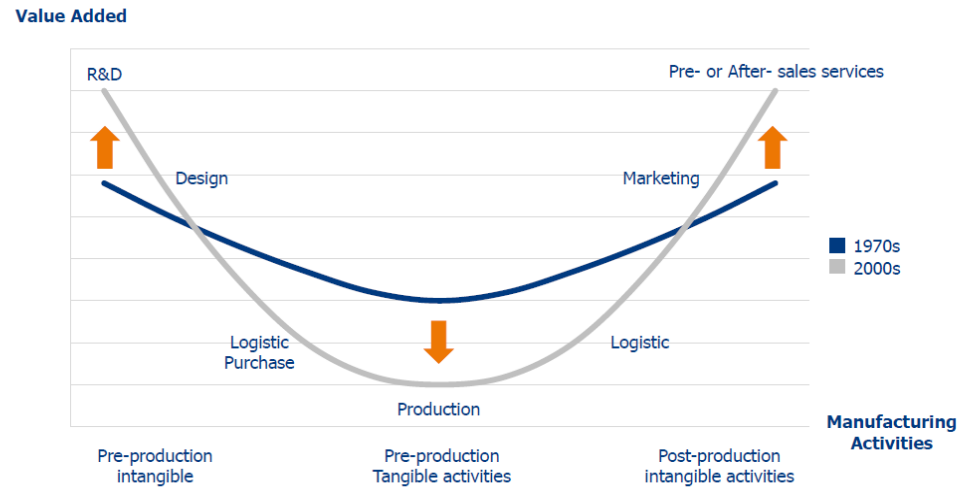 Value Added
R&D
Pre- or After- sales services
Design
Marketing
1970s
2000s
Logistic
Purchase
Logistic
Production
Manufacturing
Activities
Pre-production
intangible
Pre-production
Tangible activities
Post-production
intangible activities